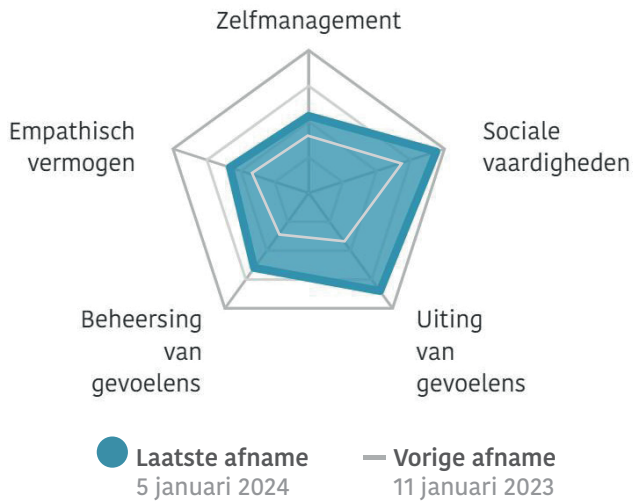 Zelfmanagement
Empathisch
vermogen
Sociale
vaardigheden
Beheersing
van
gevoelens
Uiting
van
gevoelens
Laatste afname
5 januari 2024
Vorige afname
11 januari 2023